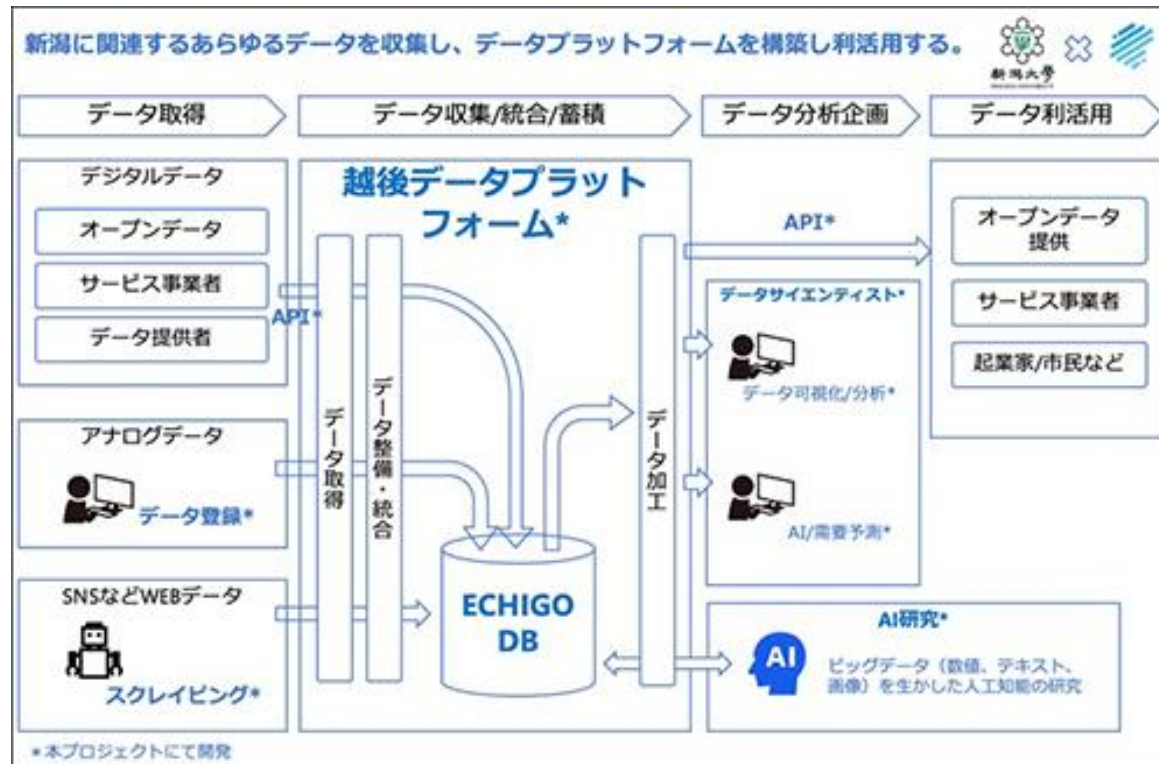 新潟に関連するあらゆるデータを収集し、データプラットフォームを構築し利活用する。
新潟大學
データ取得
データ収集/統合/蓄積
データ分析企画
データ利活用
デジタルデータ
オープンデータ
サービス事業者
データ提供者
API*
アナログデータ
データ登録*
SNSなどWEBデータ
スクレイピング*
越後データプラット
フォーム*
データ取得
データ整備・統合
ECHIGO
DB
データ加工
API*
データサイエンティスト*
データ可視化/分析*
AI/需要予測*
オープンデータ
提供
サービス事業者
起業家/市民など
AI研究*
AI
ビッグデータ（数値、テキスト、
画像）を生かした人工知能の研究
*本プロジェクトにて開発